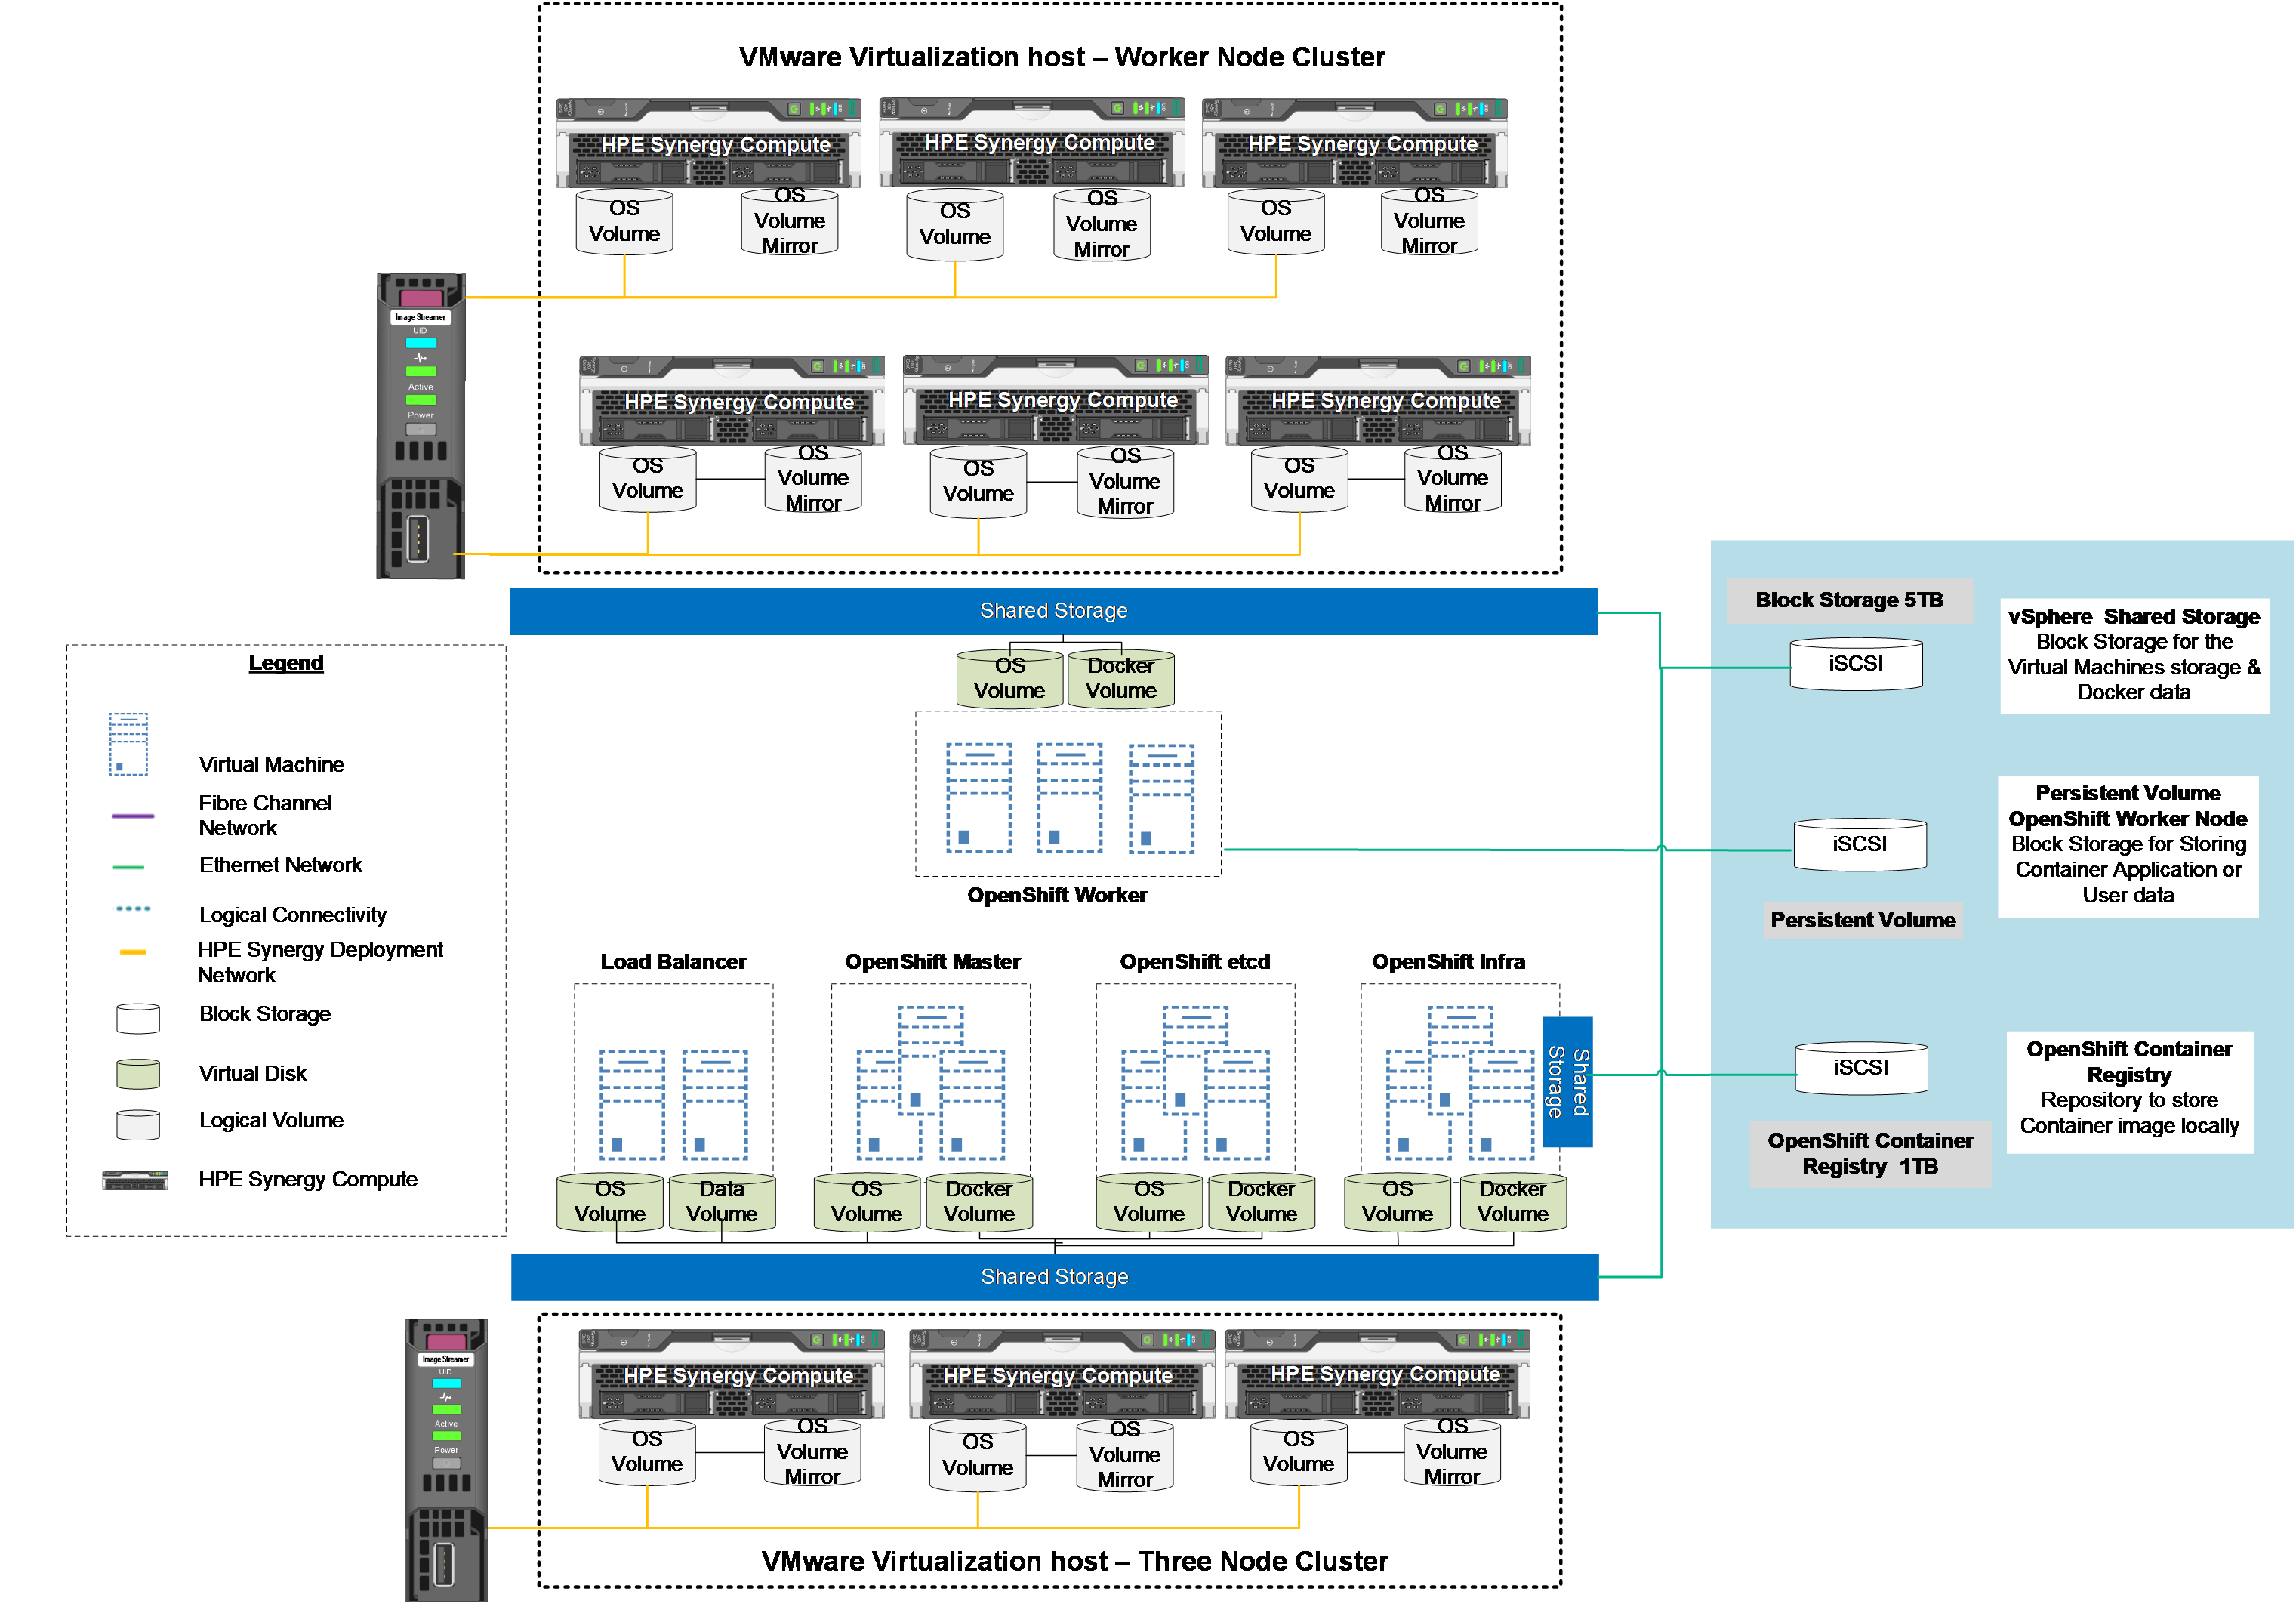 VMware Virtualization host – Worker Node Cluster
HPE Synergy Compute
HPE Synergy Compute
HPE Synergy Compute
OS
Volume
OS
Volume
Mirror
OS
Volume
OS
Volume
Mirror
OS
Volume
OS
Volume
Mirror
Image Streamer
UID
Active
Power
HPE Synergy Compute
HPE Synergy Compute
HPE Synergy Compute
OS
Volume
OS
Volume
Mirror
OS
Volume
OS
Volume
Mirror
OS
Volume
OS
Volume
Mirror
Shared Storage
OS
Volume
Docker
Volume
OpenShift Worker
Legend
Virtual Machine
Fibre Channel
Network
Ethernet Network
Logical Connectivity
HPE Synergy Deployment
Network
Block Storage
Virtual Disk
Logical Volume
HPE Synergy Compute
Block Storage 5TB
iSCSI
vSphere  Shared Storage
Block Storage for the
Virtual Machines storage &
Docker data
iSCSI
Persistent Volume
Persistent Volume
OpenShift Worker Node
Block Storage for Storing
Container Application or
User data
iSCSI
OpenShift Container
Registry  1TB
OpenShift Container
Registry
Repository to store
Container image locally
Load Balancer
OpenShift Master
OpenShift etcd
OpenShift Infra
Shared
Storage
OS
Volume
Data
Volume
OS
Volume
Docker
Volume
OS
Volume
Docker
Volume
OS
Volume
Docker
Volume
Shared Storage
Image Streamer
UID
Active
Power
HPE Synergy Compute
HPE Synergy Compute
HPE Synergy Compute
OS
Volume
OS
Volume
Mirror
OS
Volume
OS
Volume
Mirror
OS
Volume
OS
Volume
Mirror
VMware Virtualization host – Three Node Cluster